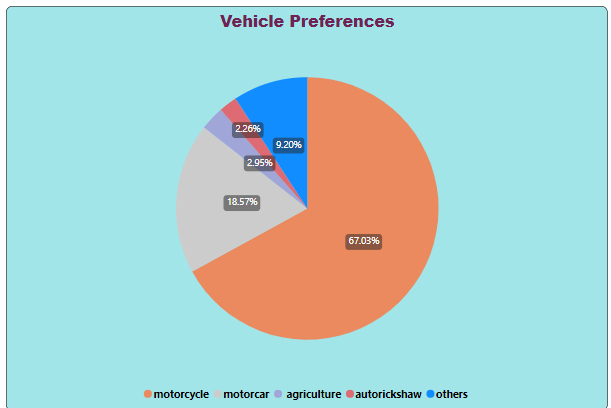 Vehicle Preferences
2.26%
9.20%
2.95%
18.57%
67.03%
motorcycle motorcar agriculture autorickshaw others